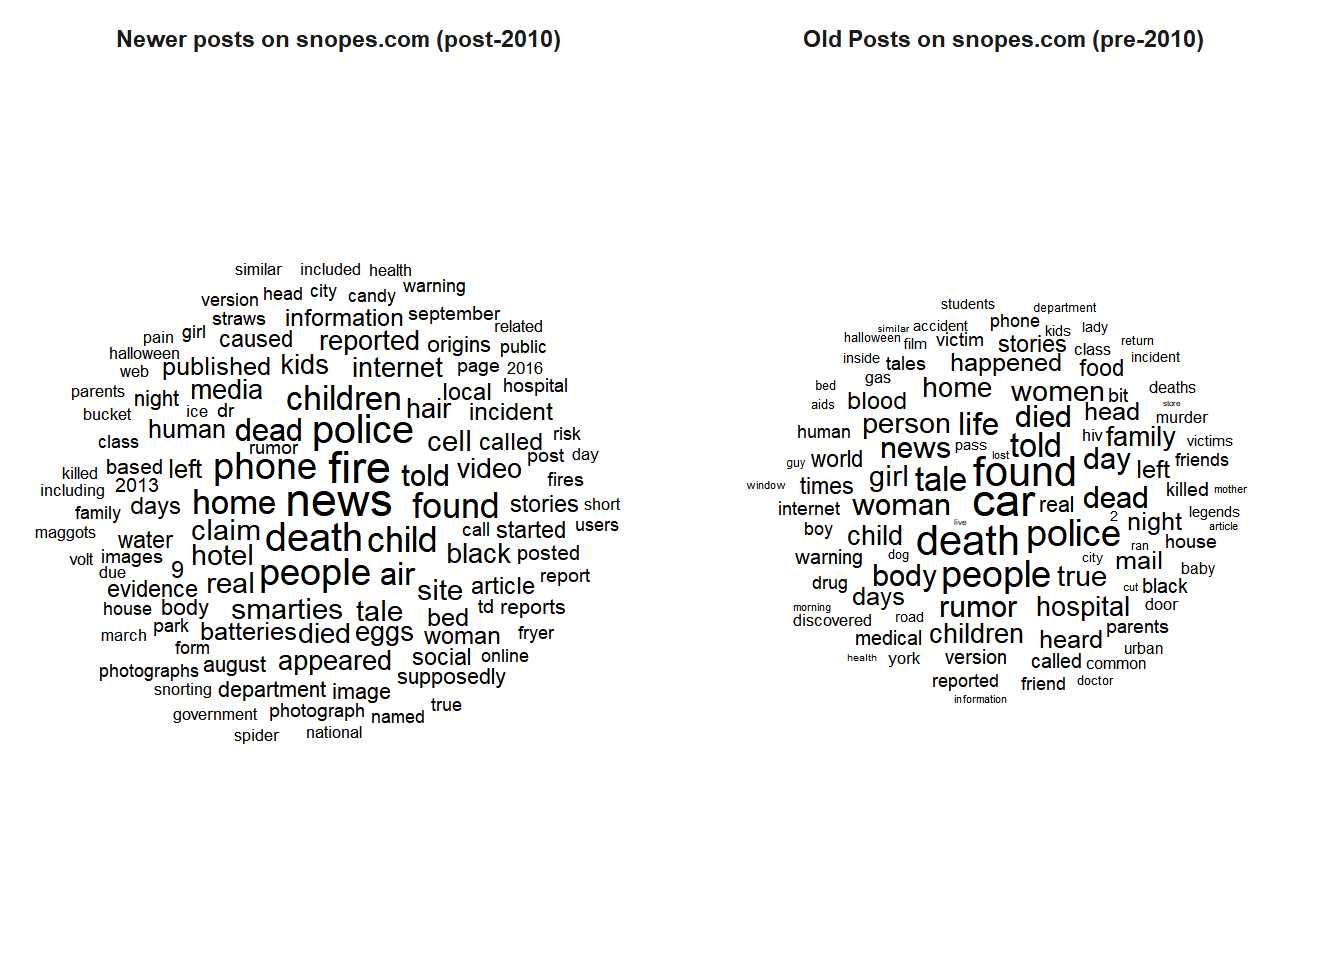 Newer posts on snopes.com (post-2010)
similar included health
version head city candy warning
straws information september
pain girl caused reported origins related
public
halloween
web published kids internet page 2016
parents night media children local hospital
bucket ice dr hair incident
class human dead police cell called risk
rumor
killed based left phone fire told video post day
including 2013 fires
family days home news found stories short
maggots water claim death child call started users
volt images hotel black posted
due 9 people air
evidence real site article report
house body smarties tale bed td reports
march park batteries died eggs woman fryer
form
photographs august appeared social online
snorting department image supposedly
government photograph named true
spider national
Old Posts on snopes.com (pre-2010)
students department
similar accident phone kids lady
halloween film victim stories class return
inside tales happened food incident
gas
bed home women bit deaths
aids blood died head store
human person life murder
news pass told hiv family victims
guy world lost day friends
window times girl tale found left killed mother
internet woman car real dead legends
boy child live 2 night article
death police ran house
warning dog city mail
drug body people true cut black baby
days
morning rumor hospital door
discovered road
medical children heard parents
urban
health york version called common
reported friend doctor
information